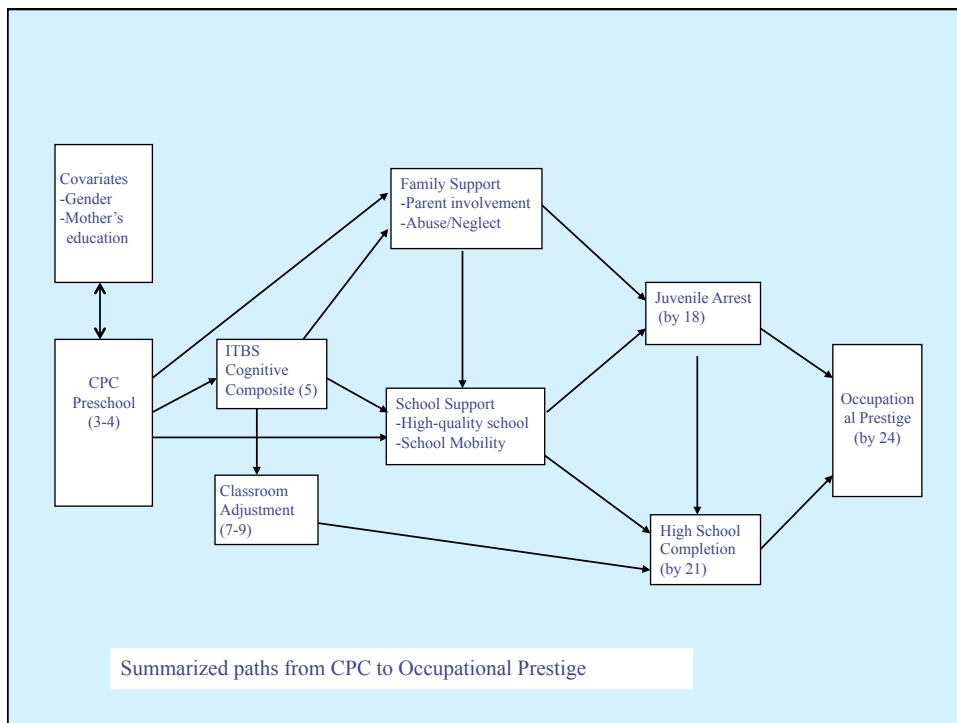 Covariates
-Gender
-Mother's
education
CPC
Preschool
(3-4)
ITBS
Cognitive
Composite (5)
Classroom
Adjustment
(7-9)
Family Support
-Parent involvement
-Abuse/Neglect
School Support
-High-quality school
-School Mobility
Juvenile Arrest
(by 18)
High School
Completion
(by 21)
Occupation
al Prestige
(by 24)
Summarized paths from CPC to Occupational Prestige